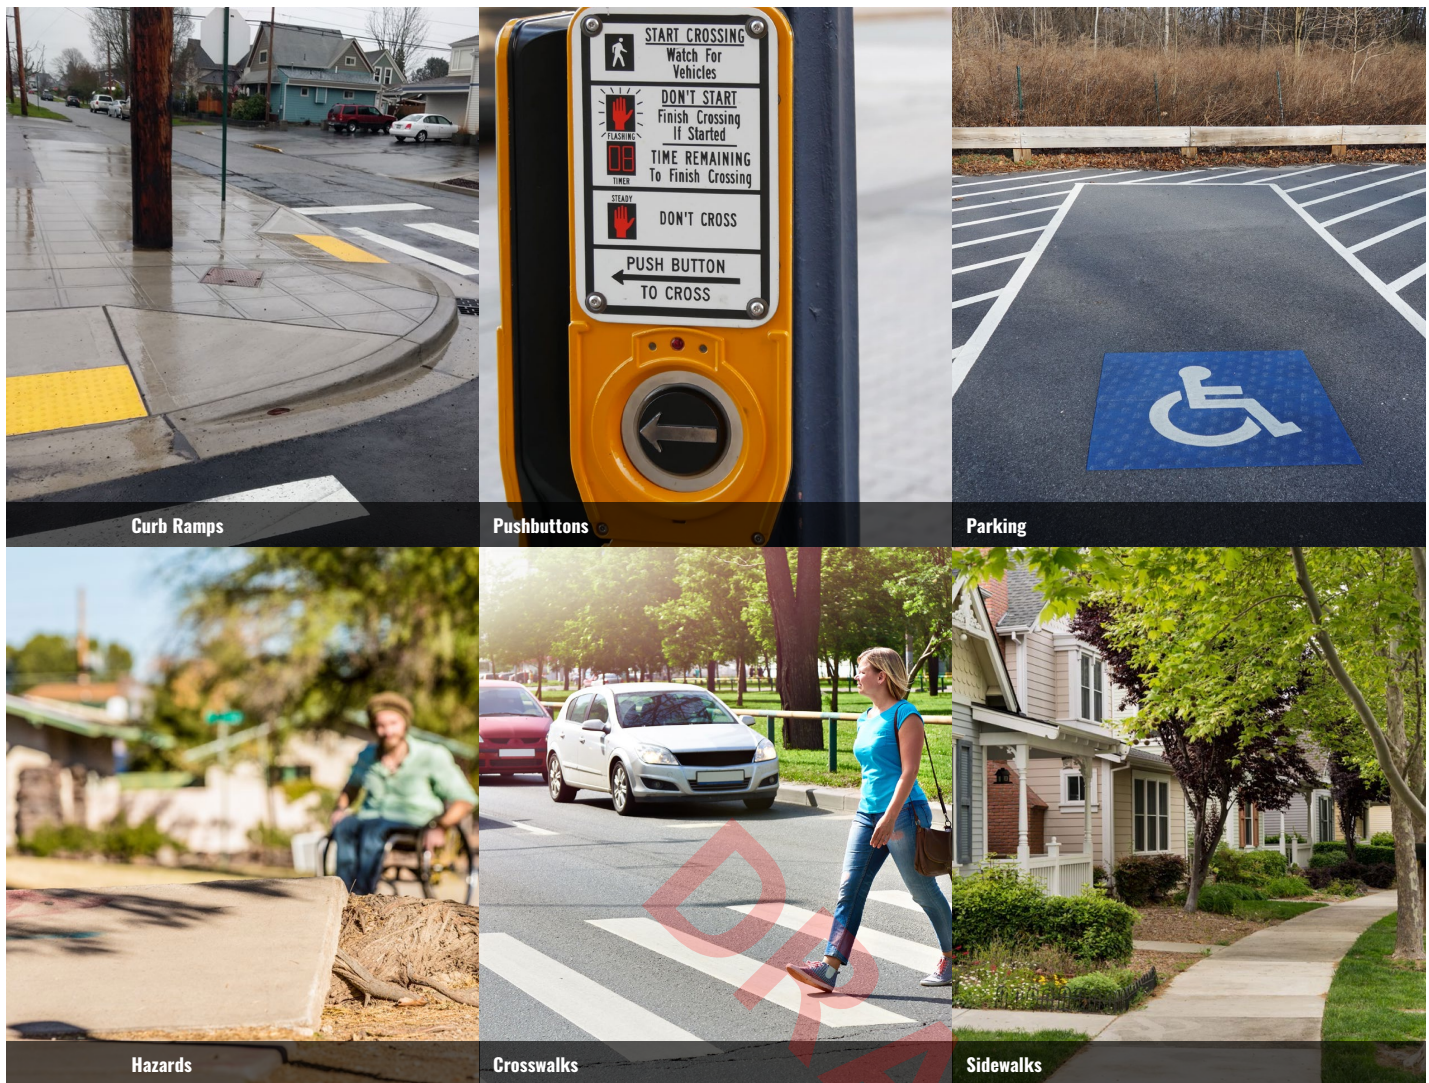 START CROSSING
Watch For
Vehicles
DON'T START
Finish Crossing
If Started
FLASHING
08
TIME REMAINING
To Finish Crossing
TIMER
STEADY
DON'T CROSS
PUSH BUTTON
TO CROSS
Curb Ramps
Pushbuttons
Parking
DRA
Hazards
Crosswalks
Sidewalks